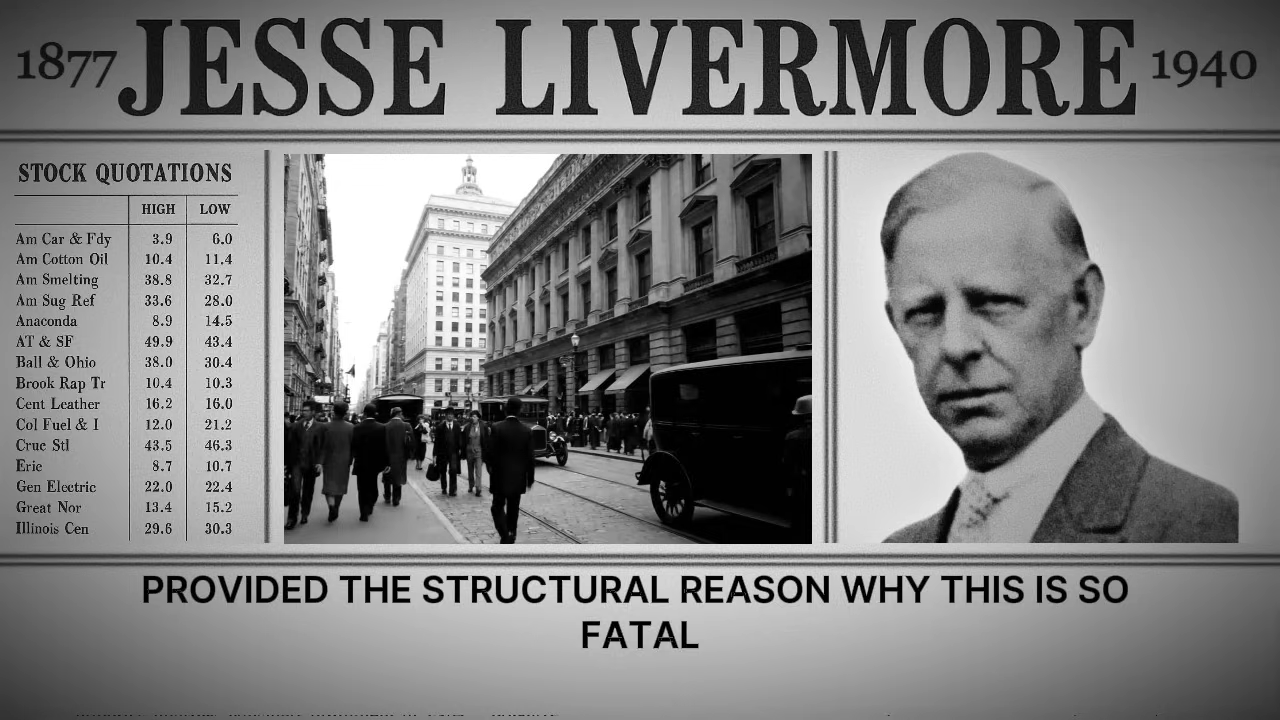 1877 JESSE LIVERMORE 1940
STOCK QUOTATIONS
HIGH LOW
Am Car & Fdy 3.9 6.0
Am Cotton Oil 10.4 11.4
Am Smelting 38.8 32.7
Am Sug Ref 33.6 28.0
Anaconda 8.9 14.5
AT & SF 49.9 43.4
Ball & Ohio 38.0 30.4
Brook Rap Tr 10.4 10.3
Cent Leather 16.2 16.0
Col Fuel & I 12.0 21.2
Cruc Stl 43.5 46.3
Erie 8.7 10.7
Gen Electric 22.0 22.4
Great Nor 13.4 15.2
Illinois Cen 29.6 30.3
PROVIDED THE STRUCTURAL REASON WHY THIS IS SO
FATAL